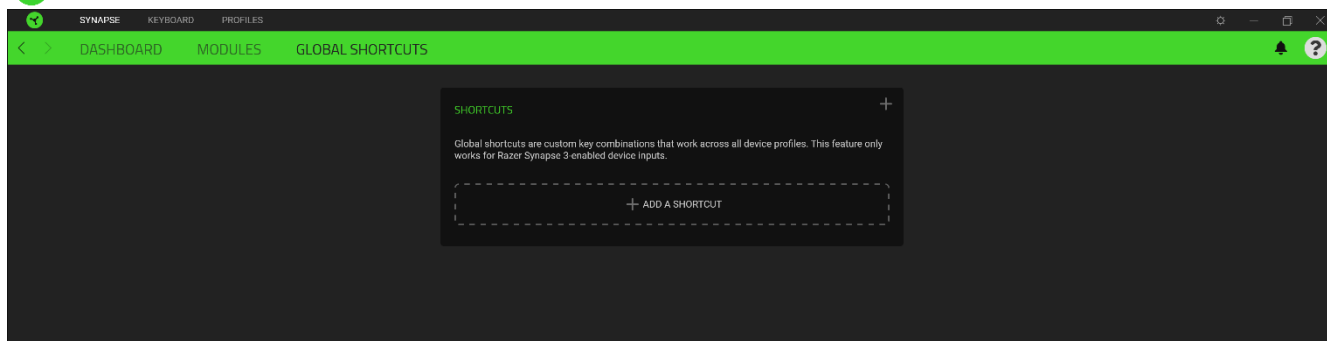 SYNAPSE KEYBOARD PROFILES
DASHBOARD MODULES GLOBAL SHORTCUTS
?
SHORTCUTS
Global shortcuts are custom key combinations that work across all device profiles. This feature only
works for Razer Synapse 3-enabled device inputs.
ADD A SHORTCUT